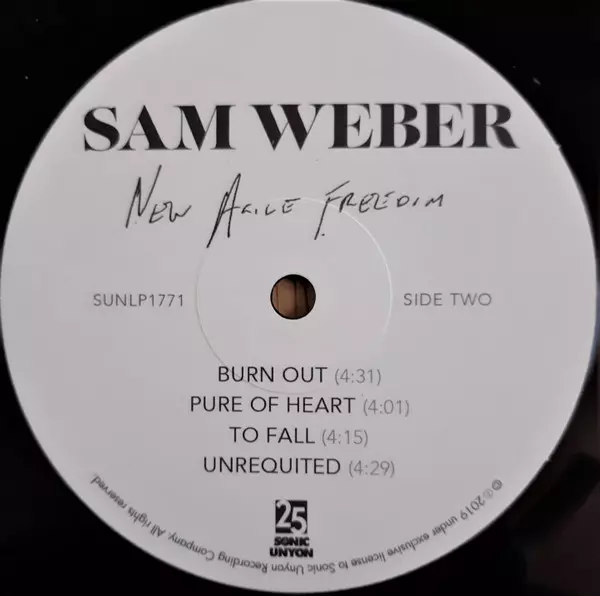 SAM WEBER
NEW AGILE FREEDOM
SUNLP1771
SIDE TWO
BURN OUT (4:31)
PURE OF HEART (4:01)
TO FALL (4:15)
UNREQUITED (4:29)
25
SONIC
UNYON
©℗2019 under exclusive license to Sonic Unyon Recording Company. All rights reserved.